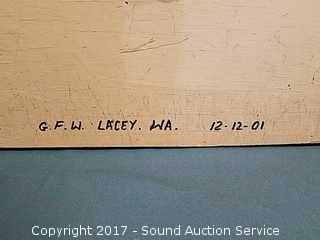 G.F.W. LACEY. WA. 12-12-01
Copyright 2017 - Sound Auction Service